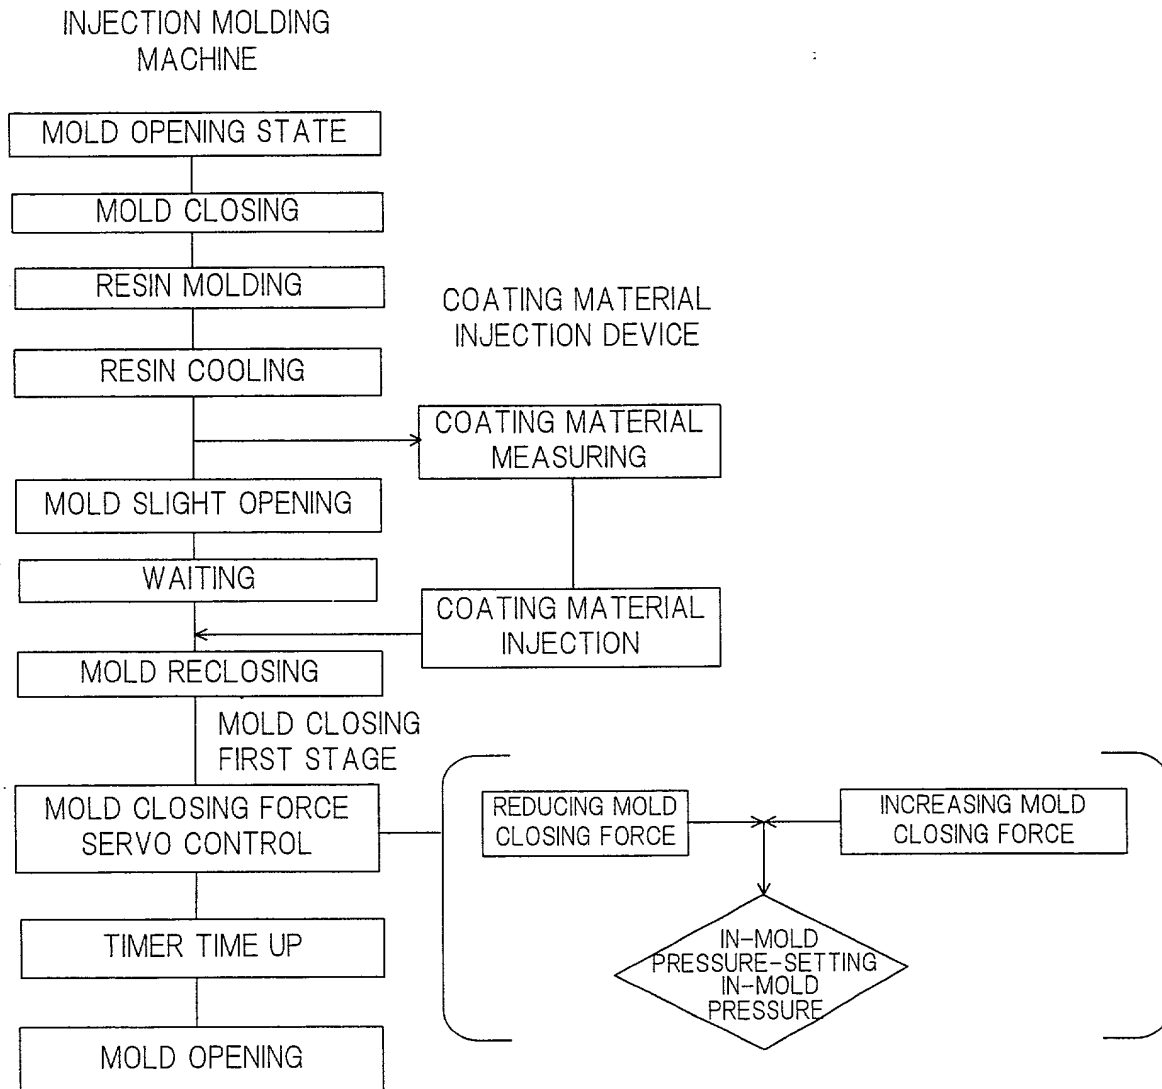 INJECTION MOLDING
MACHINE
MOLD OPENING STATE
MOLD CLOSING
RESIN MOLDING
RESIN COOLING
COATING MATERIAL
INJECTION DEVICE
COATING MATERIAL
MEASURING
MOLD SLIGHT OPENING
WAITING
COATING MATERIAL
INJECTION
MOLD RECLOSING
MOLD CLOSING
FIRST STAGE
MOLD CLOSING FORCE
SERVO CONTROL
REDUCING MOLD
CLOSING FORCE
INCREASING MOLD
CLOSING FORCE
IN-MOLD
PRESSURE-SETTING
IN-MOLD
PRESSURE
TIMER TIME UP
MOLD OPENING